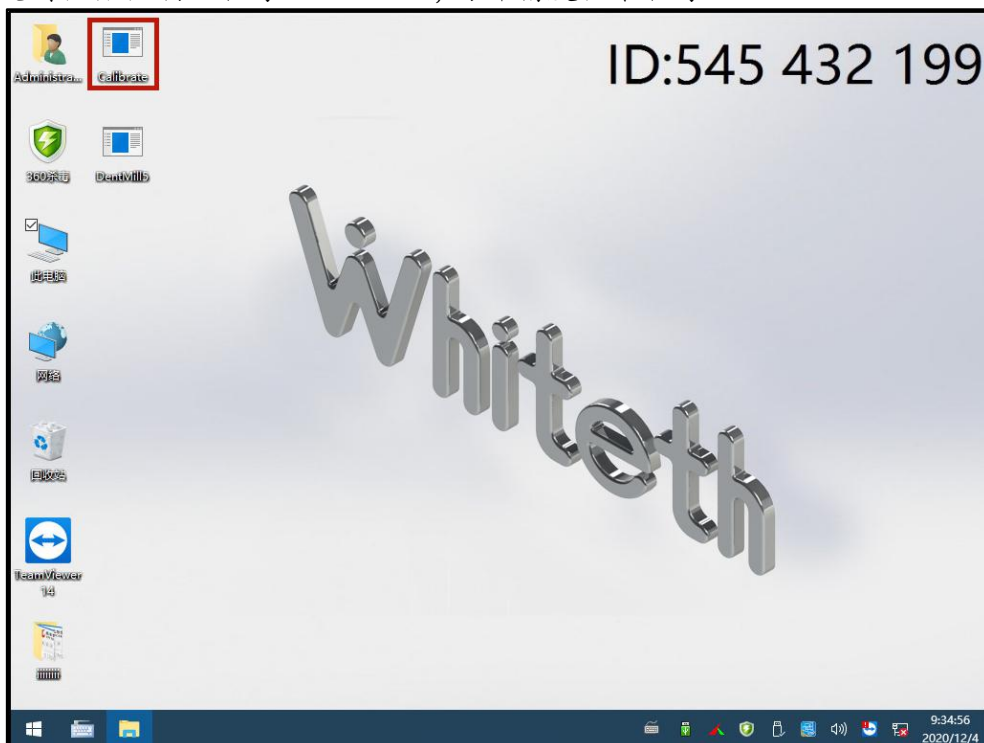 ID:545 432 199
Administra...
Calibrate
360杀毒
DentMill5
此电脑
Whiteth
网络
回收站
TeamViewer
14
9:34:56
2020/12/4